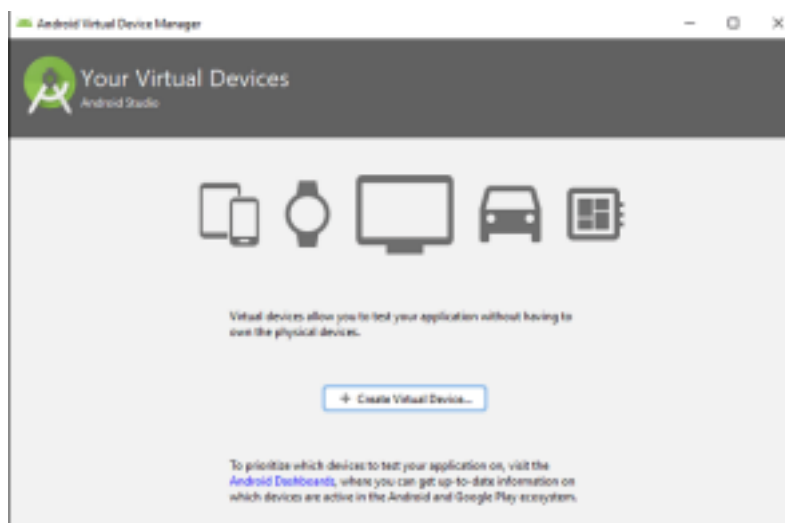 Android Virtual Device Manager
Your Virtual Devices
Android Studio
Virtual devices allow you to test your application without having to
own the physical devices.
+ Create Virtual Device...
To prioritize which devices to test your application on, visit the
Android Dashboards, where you can get up-to-date information on
which devices are active in the Android and Google Play ecosystem.